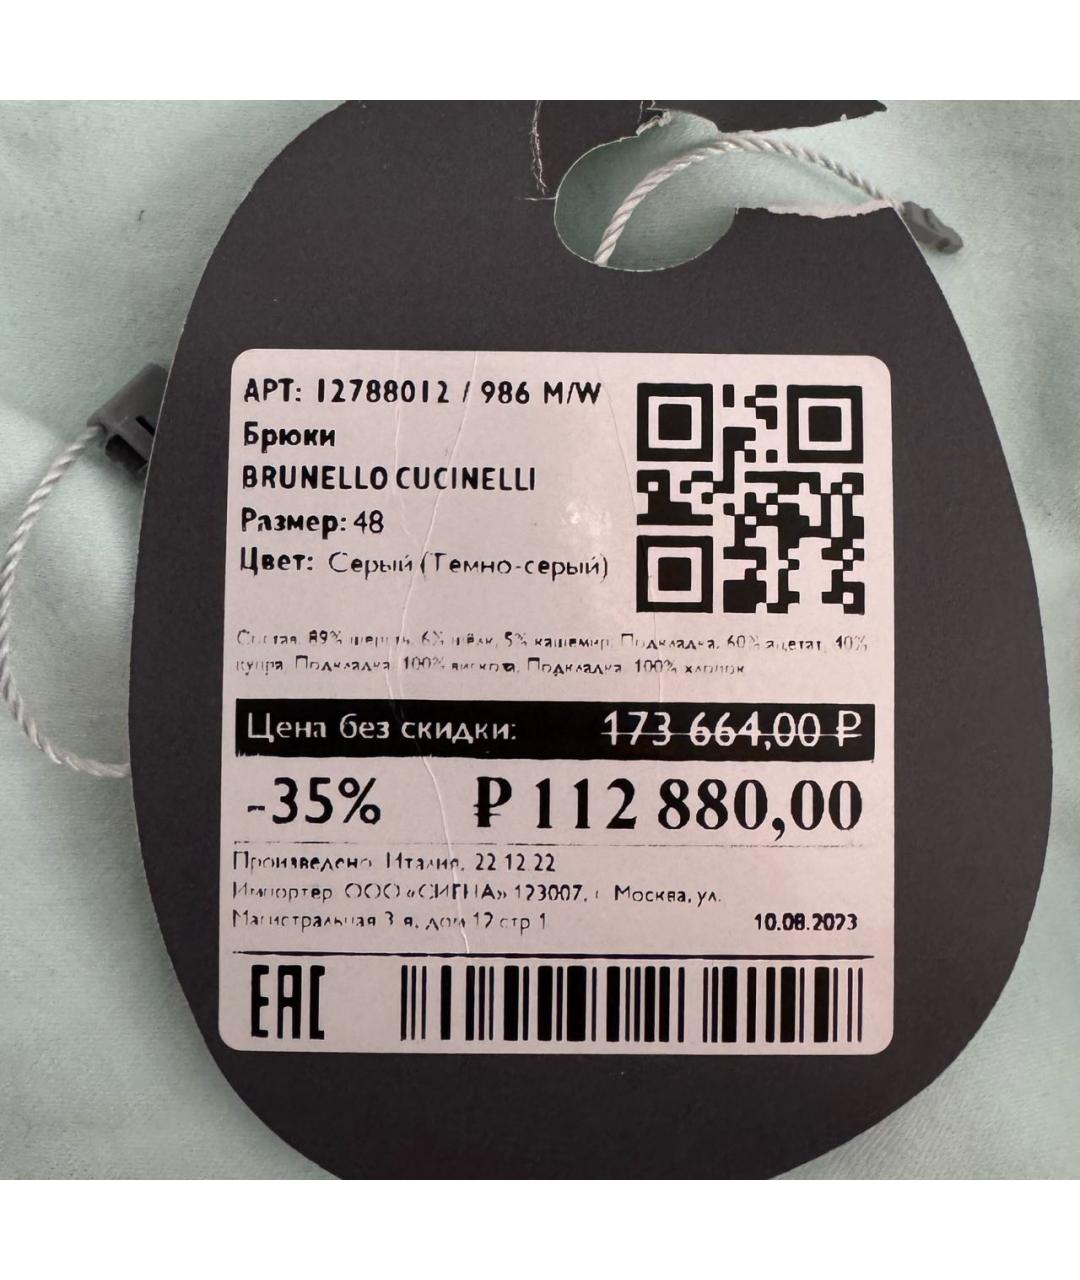 АРТ: 12788012 / 986 M/W
Брюки
BRUNELLO CUCINELLI
Размер: 48
Цвет: Серый (Темно-серый)
Состав: 89% шерсть, 6% шёлк, 5% кашемир, Подкладка: 60% ацетат, 40%
купра, Подкладка: 100% вискоза, Подкладка: 100% хлопок
Цена без скидки: 173 664,00 ₽
-35% ₽ 112 880,00
Произведено: Италия, 22.12.22
Импортёр: ООО «СИГНА» 123007, г. Москва, ул.
Магистральная 3-я, дом 12 стр 1 10.08.2023
EAC